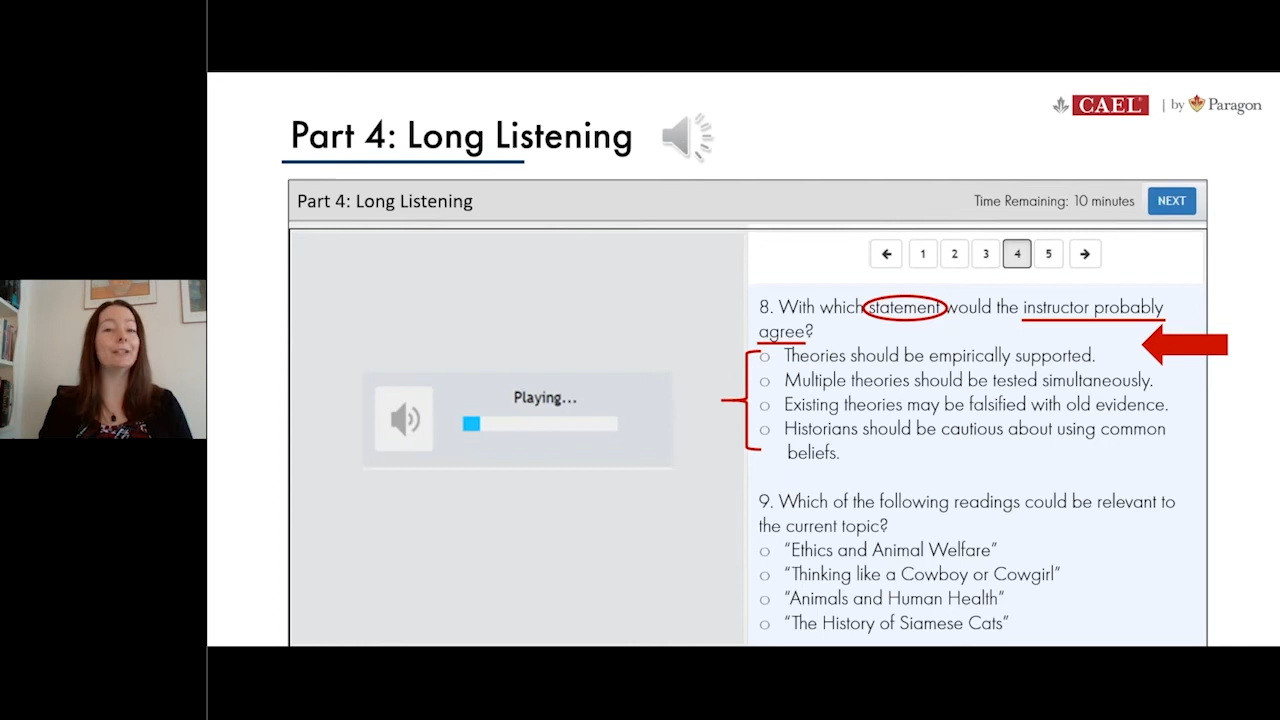 CAEL | by Paragon
Part 4: Long Listening
Part 4: Long Listening
Time Remaining: 10 minutes
NEXT
1 2 3 4 5
8. With which statement would the instructor probably
agree?
Theories should be empirically supported.
Multiple theories should be tested simultaneously.
Existing theories may be falsified with old evidence.
Historians should be cautious about using common
beliefs.
Playing...
9. Which of the following readings could be relevant to
the current topic?
“Ethics and Animal Welfare”
“Thinking like a Cowboy or Cowgirl”
“Animals and Human Health”
“The History of Siamese Cats”